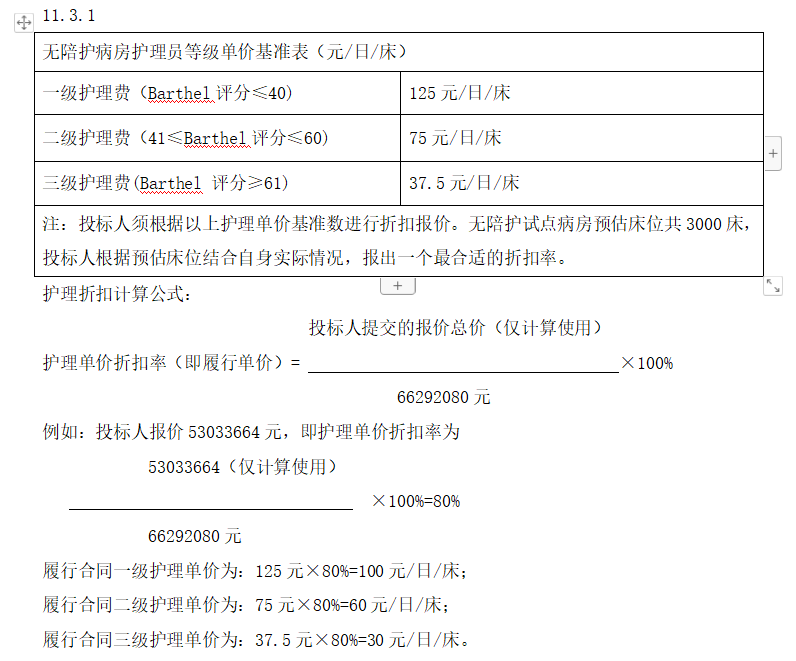 11.3.1
无陪护病房护理员等级单价基准表（元/日/床）
一级护理费（Barthel 评分≤40）
125 元/日/床
二级护理费（41≤Barthel 评分≤60）
75 元/日/床
三级护理费(Barthel 评分≥61)
37.5 元/日/床
注：投标人须根据以上护理单价基准数进行折扣报价。无陪护试点病房预估床位共 3000 床，
投标人根据预估床位结合自身实际情况，报出一个最合适的折扣率。
护理折扣计算公式：
投标人提交的报价总价（仅计算使用）
护理单价折扣率（即履行单价）= ×100%
66292080 元
例如：投标人报价 53033664 元，即护理单价折扣率为
53033664（仅计算使用）
×100%=80%
66292080 元
履行合同一级护理单价为：125 元×80%=100 元/日/床；
履行合同二级护理单价为：75 元×80%=60 元/日/床；
履行合同三级护理单价为：37.5 元×80%=30 元/日/床。